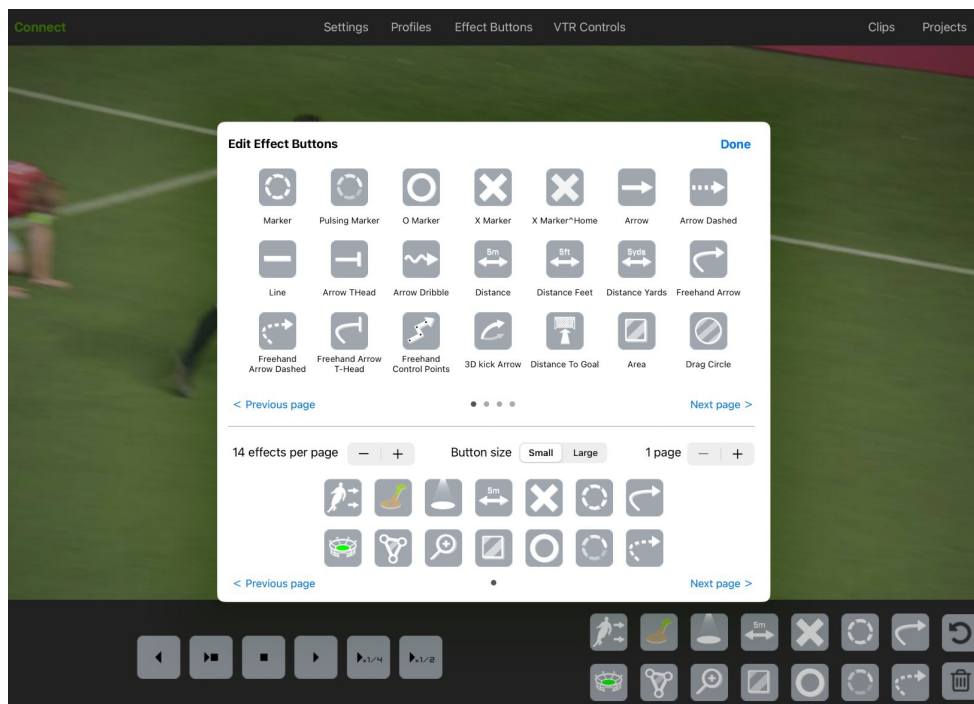 Connect Settings Profiles Effect Buttons VTR Controls Clips Projects
Edit Effect Buttons Done
Marker Pulsing Marker O Marker X Marker X Marker^Home Arrow Arrow Dashed
5m 5ft 5yds
Line Arrow THead Arrow Dribble Distance Distance Feet Distance Yards Freehand Arrow
Freehand Arrow Dashed Freehand Arrow T-Head Freehand Control Points 3D kick Arrow Distance To Goal Area Drag Circle
< Previous page Next page >
14 effects per page − + Button size Small Large 1 page − +
5m
< Previous page Next page >
5m
x1/4 x1/2